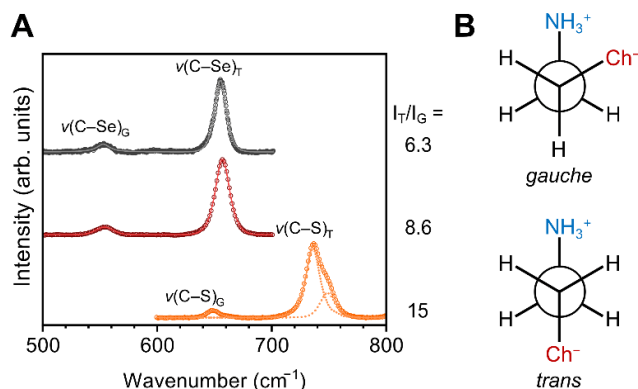 A
ν(C–Se)T
ν(C–Se)G
IT/IG =
6.3
8.6
ν(C–S)T
ν(C–S)G
15
Intensity (arb. units)
500 600 700 800
Wavenumber (cm⁻¹)
B
NH₃⁺
H Ch⁻
H H
H
gauche
NH₃⁺
H H
H H
Ch⁻
trans